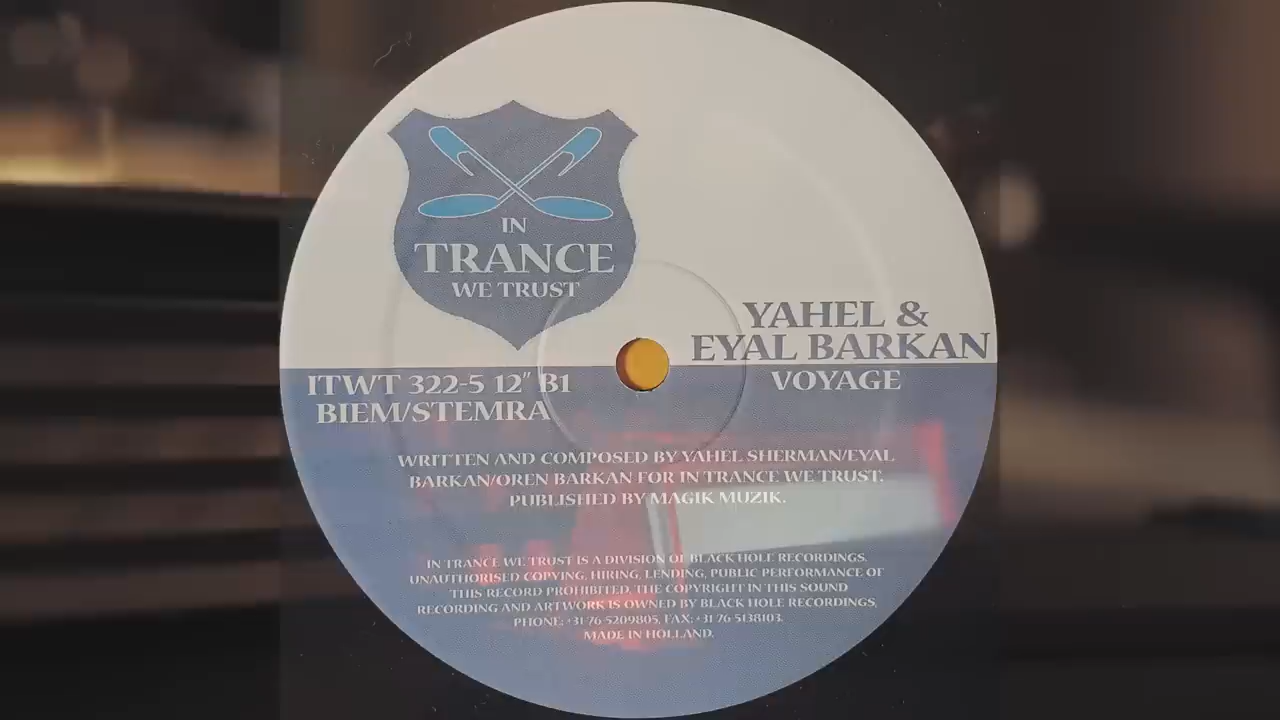 IN
TRANCE
WE TRUST
YAHEL &
EYAL BARKAN
VOYAGE
ITWT 322-5 12" B1
BIEM/STEMRA
WRITTEN AND COMPOSED BY YAHEL SHERMAN/EYAL
BARKAN/OREN BARKAN FOR IN TRANCE WE TRUST.
PUBLISHED BY MAGIK MUZIK.
IN TRANCE WE TRUST IS A DIVISION OF BLACK HOLE RECORDINGS.
UNAUTHORISED COPYING, HIRING, LENDING, PUBLIC PERFORMANCE OF
THIS RECORD PROHIBITED. THE COPYRIGHT IN THIS SOUND
RECORDING AND ARTWORK IS OWNED BY BLACK HOLE RECORDINGS,
PHONE: +31 76 5209805, FAX: +31 76 5138103.
MADE IN HOLLAND.